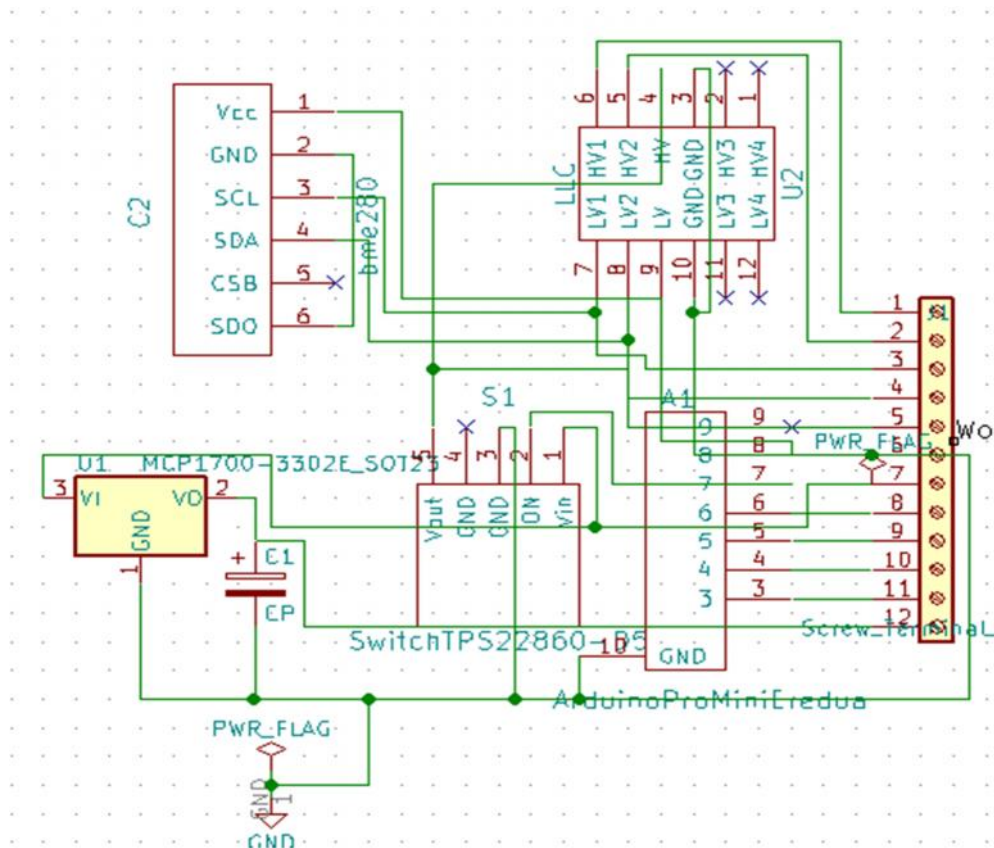 C2
Vcc 1
GND 2
SCL 3
SDA 4
CSB 5
SDO 6
bme280
6 5 4 3 2 1
HV1 HV2 HV GND HV3 HV4
LLC
U2
LV1 LV2 LV GND LV3 LV4
7 8 9 10 11 12
1
2
3
4
5
6
7
8
9
10
11
12
Wo
PWR_FLAG
S1
5 4 3 2 1
Vout GND GND ON Vin
A1
9 9
8 8
7 7
6 6
5 5
4 4
3 3
10 GND
ArduinoProMiniEredua
U1 MCP1700-3302E_SOT23
3 VI VO 2
GND
1
C1
+
CP
PWR_FLAG
GND 1
GND